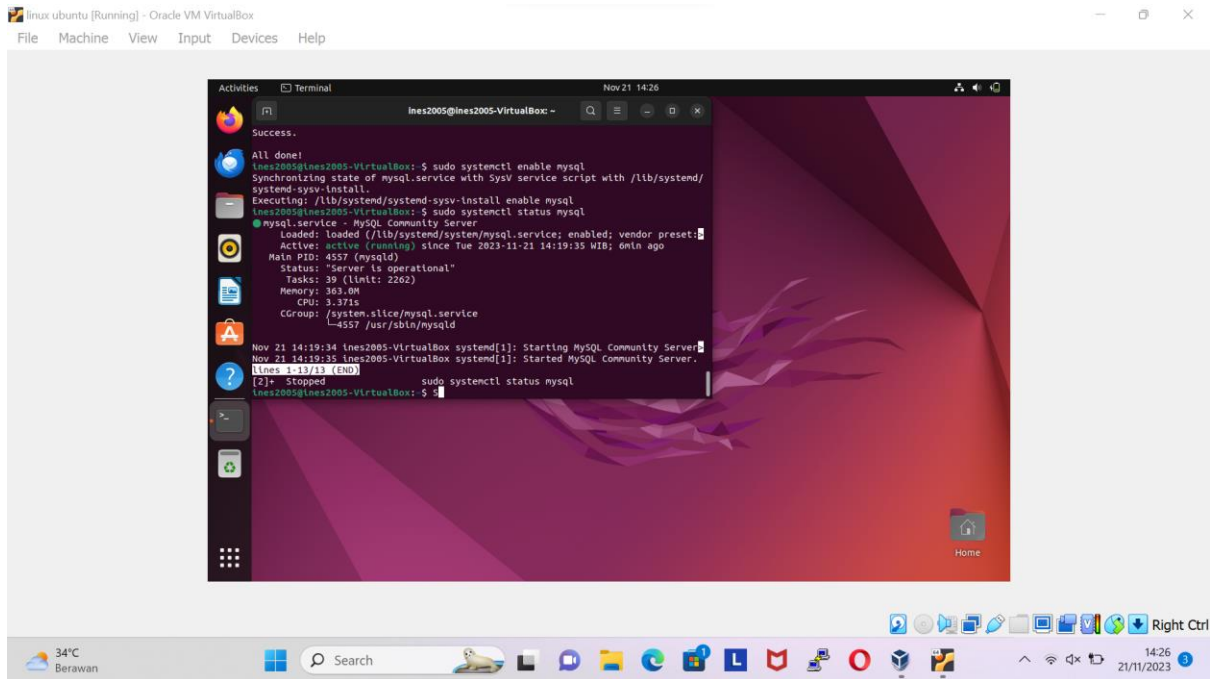 linux ubuntu [Running] - Oracle VM VirtualBox
File Machine View Input Devices Help
Activities Terminal Nov 21 14:26
ines2005@ines2005-VirtualBox: ~
Success.
All done!
ines2005@ines2005-VirtualBox:~$ sudo systemctl enable mysql
Synchronizing state of mysql.service with SysV service script with /lib/systemd/
systemd-sysv-install.
Executing: /lib/systemd/systemd-sysv-install enable mysql
ines2005@ines2005-VirtualBox:~$ sudo systemctl status mysql
● mysql.service - MySQL Community Server
Loaded: loaded (/lib/systemd/system/mysql.service; enabled; vendor preset:>
Active: active (running) since Tue 2023-11-21 14:19:35 WIB; 6min ago
Main PID: 4557 (mysqld)
Status: "Server is operational"
Tasks: 39 (limit: 2262)
Memory: 363.0M
CPU: 3.371s
CGroup: /system.slice/mysql.service
└─4557 /usr/sbin/mysqld
Nov 21 14:19:34 ines2005-VirtualBox systemd[1]: Starting MySQL Community Server>
Nov 21 14:19:35 ines2005-VirtualBox systemd[1]: Started MySQL Community Server.
lines 1-13/13 (END)
[2]+ Stopped sudo systemctl status mysql
ines2005@ines2005-VirtualBox:~$ S
Home
Right Ctrl
34°C
Berawan
Search
L
14:26
21/11/2023
3